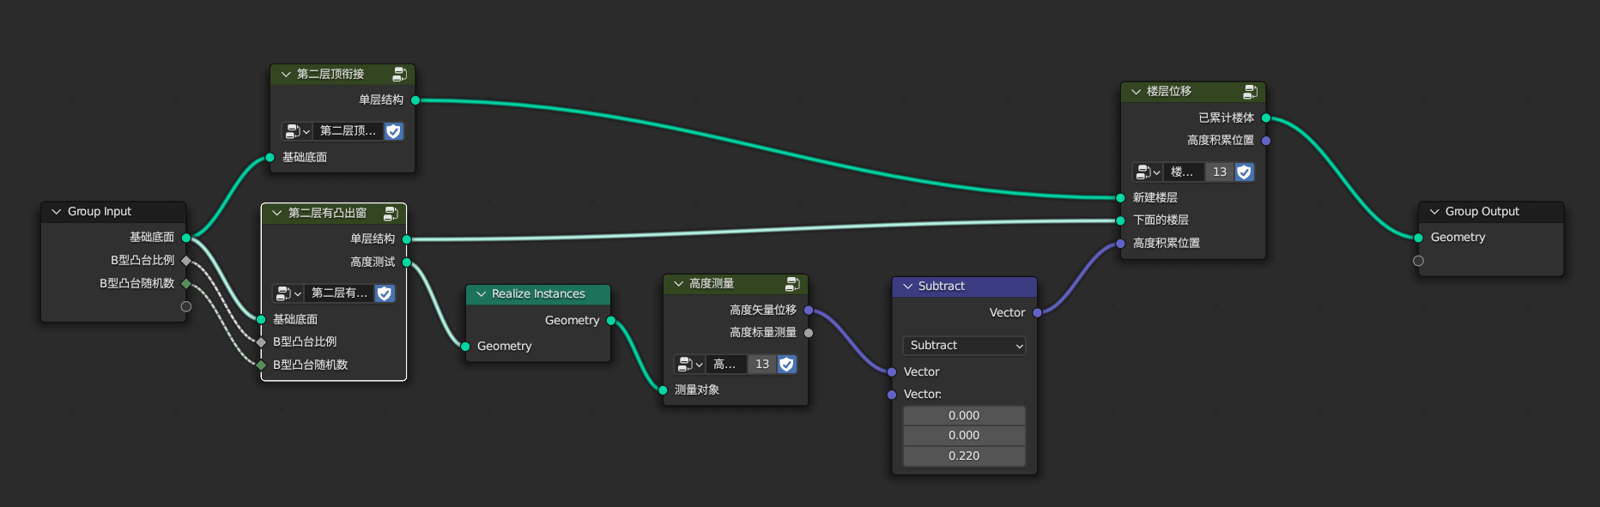 第二层顶衔接
单层结构
第二层顶...
基础底面
Group Input
基础底面
B型凸台比例
B型凸台随机数
第二层有凸出窗
单层结构
高度测试
第二层有...
基础底面
B型凸台比例
B型凸台随机数
Realize Instances
Geometry
Geometry
高度测量
高度矢量位移
高度标量测量
高... 13
测量对象
Subtract
Vector
Subtract
Vector
Vector:
0.000
0.000
0.220
楼层位移
已累计楼体
高度积累位置
楼... 13
新建楼层
下面的楼层
高度积累位置
Group Output
Geometry